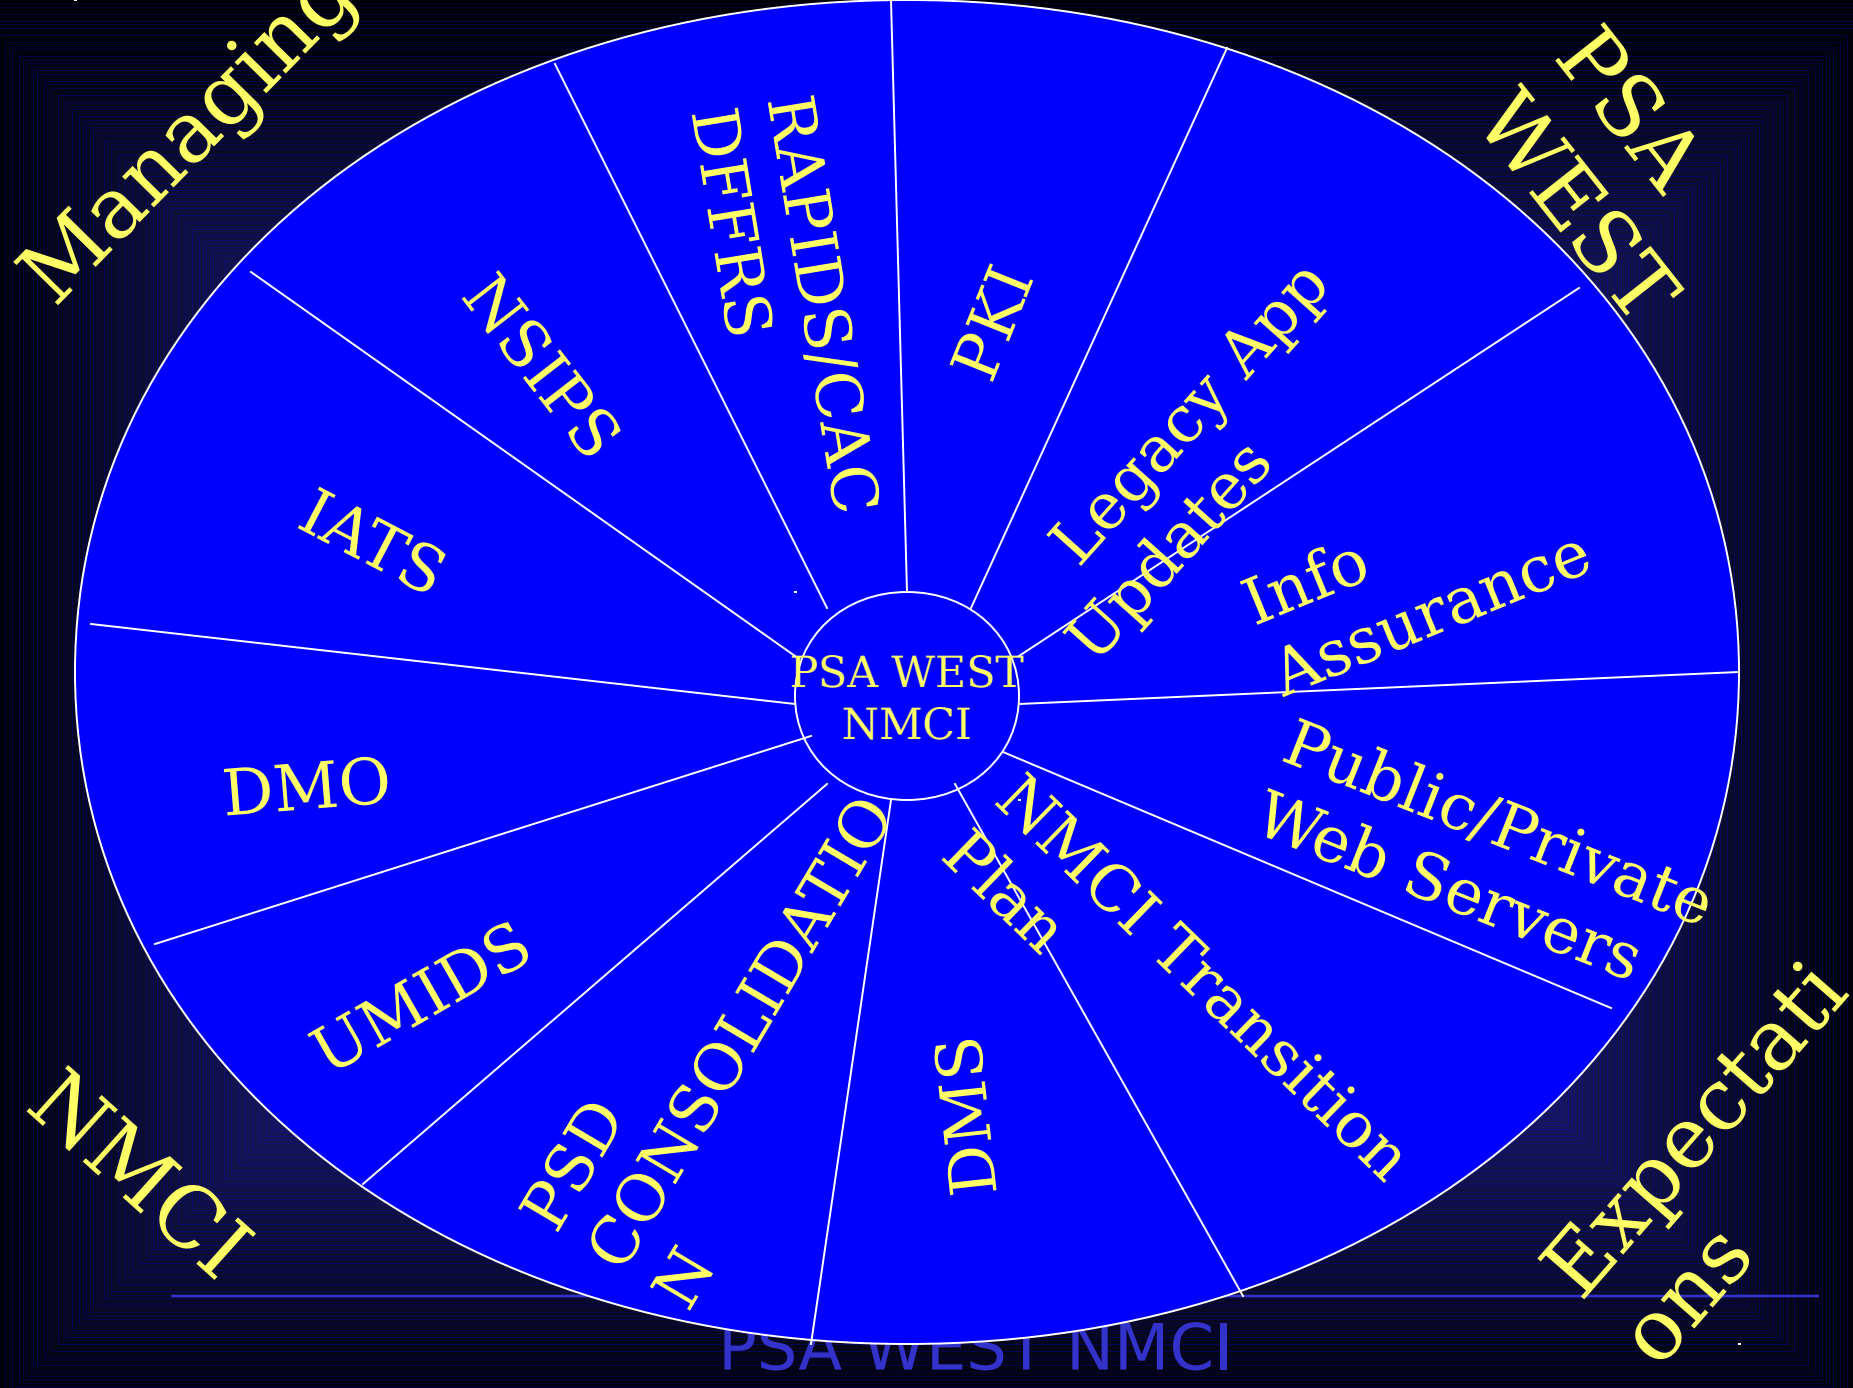 Managing
PSA
WEST
RAPIDS/CAC
DFFRS
PKI
Legacy App
Updates
Info
Assurance
Public/Private
Web Servers
NMCI Transition
Plan
DMS
PSD
CONSOLIDATIO
N
UMIDS
DMO
IATS
NSIPS
PSA WEST
NMCI
NMCI
Expectati
ons
PSA WEST NMCI